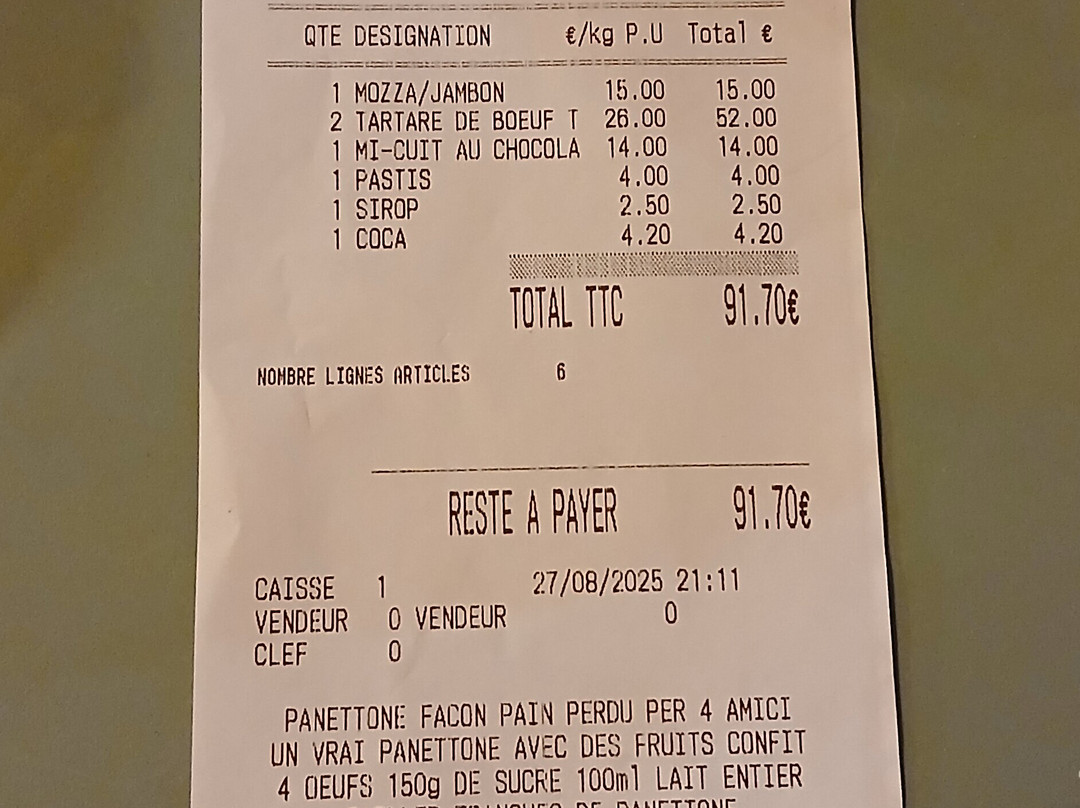 QTE DESIGNATION €/kg P.U Total €
1 MOZZA/JAMBON 15.00 15.00
2 TARTARE DE BOEUF T 26.00 52.00
1 MI-CUIT AU CHOCOLA 14.00 14.00
1 PASTIS 4.00 4.00
1 SIROP 2.50 2.50
1 COCA 4.20 4.20
TOTAL TTC 91.70€
NOMBRE LIGNES ARTICLES 6
RESTE A PAYER 91.70€
CAISSE 1 27/08/2025 21:11
VENDEUR 0 VENDEUR 0
CLEF 0
PANETTONE FACON PAIN PERDU PER 4 AMICI
UN VRAI PANETTONE AVEC DES FRUITS CONFIT
4 OEUFS 150g DE SUCRE 100ml LAIT ENTIER
TRANCHES DE PANETTONE